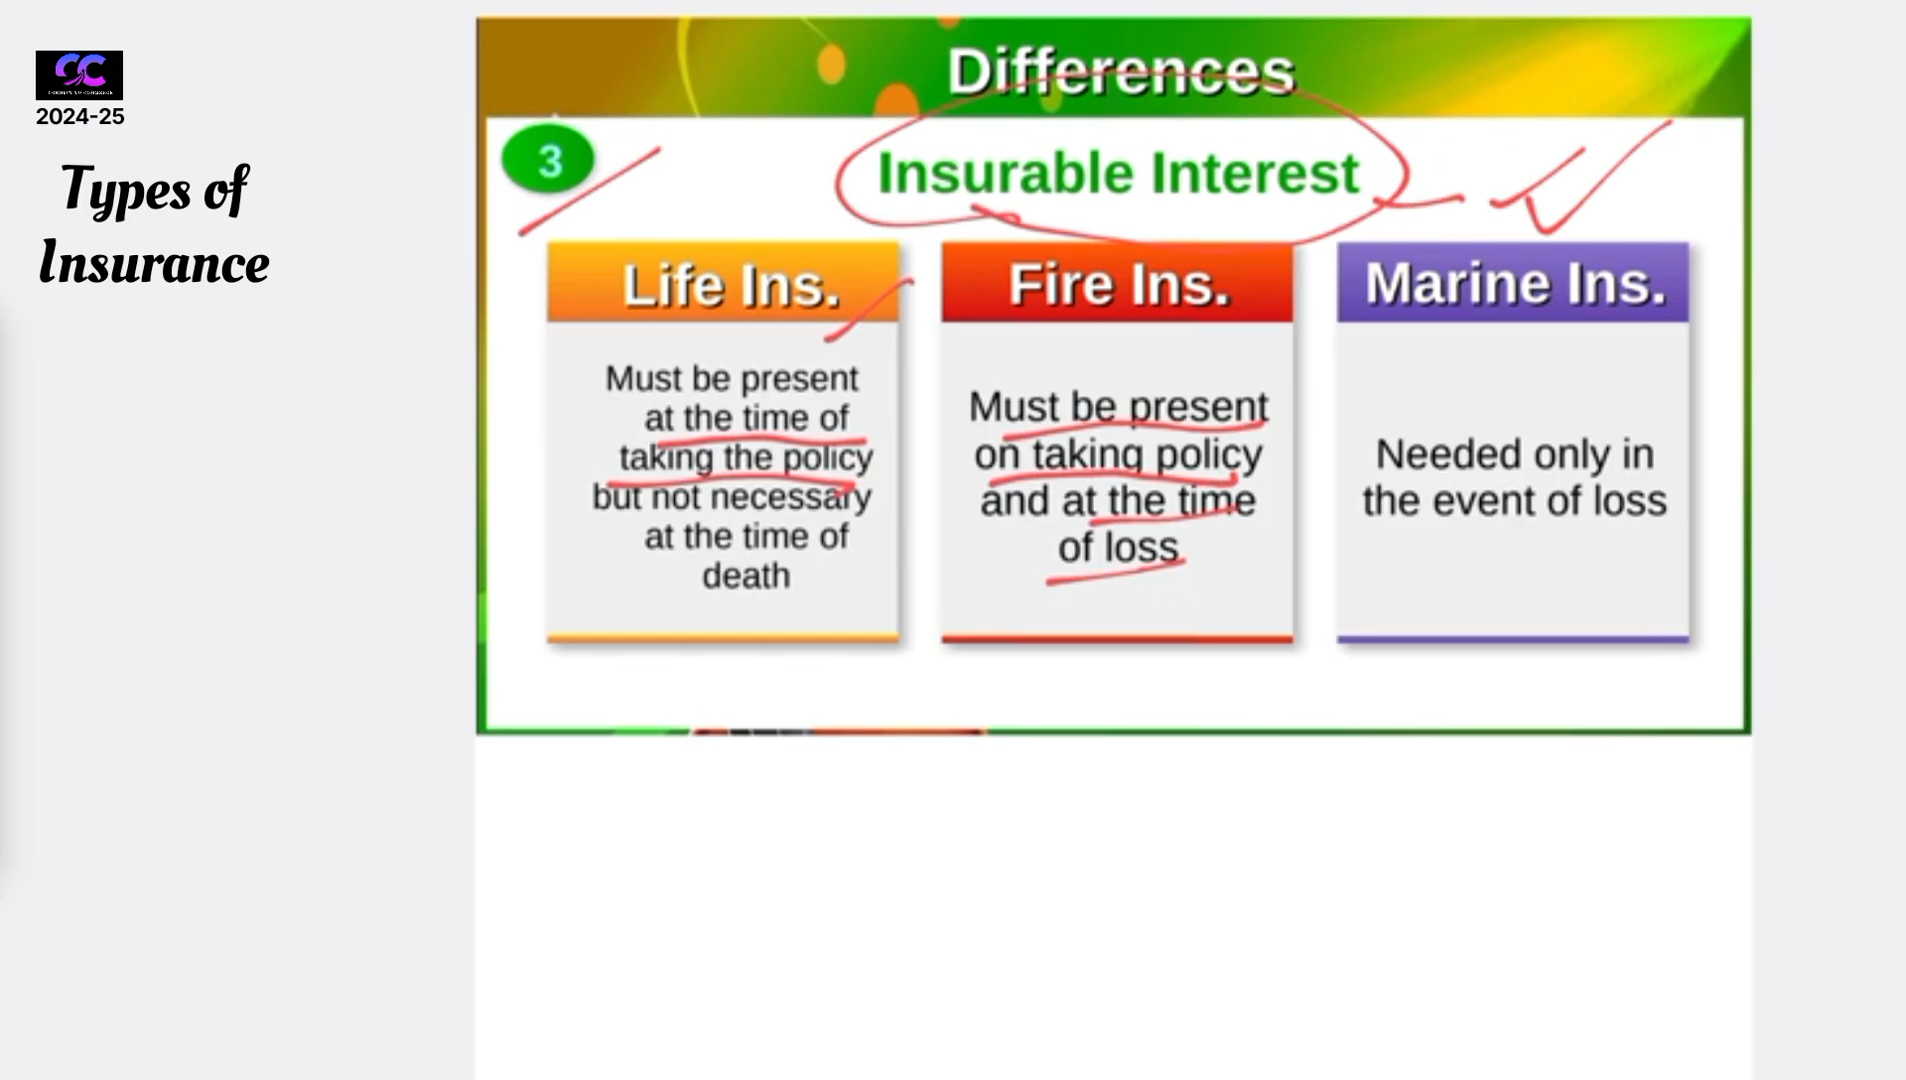 2024-25
Types of
Insurance
Differences
3
Insurable Interest
Life Ins.
Must be present
at the time of
taking the policy
but not necessary
at the time of
death
Fire Ins.
Must be present
on taking policy
and at the time
of loss
Marine Ins.
Needed only in
the event of loss